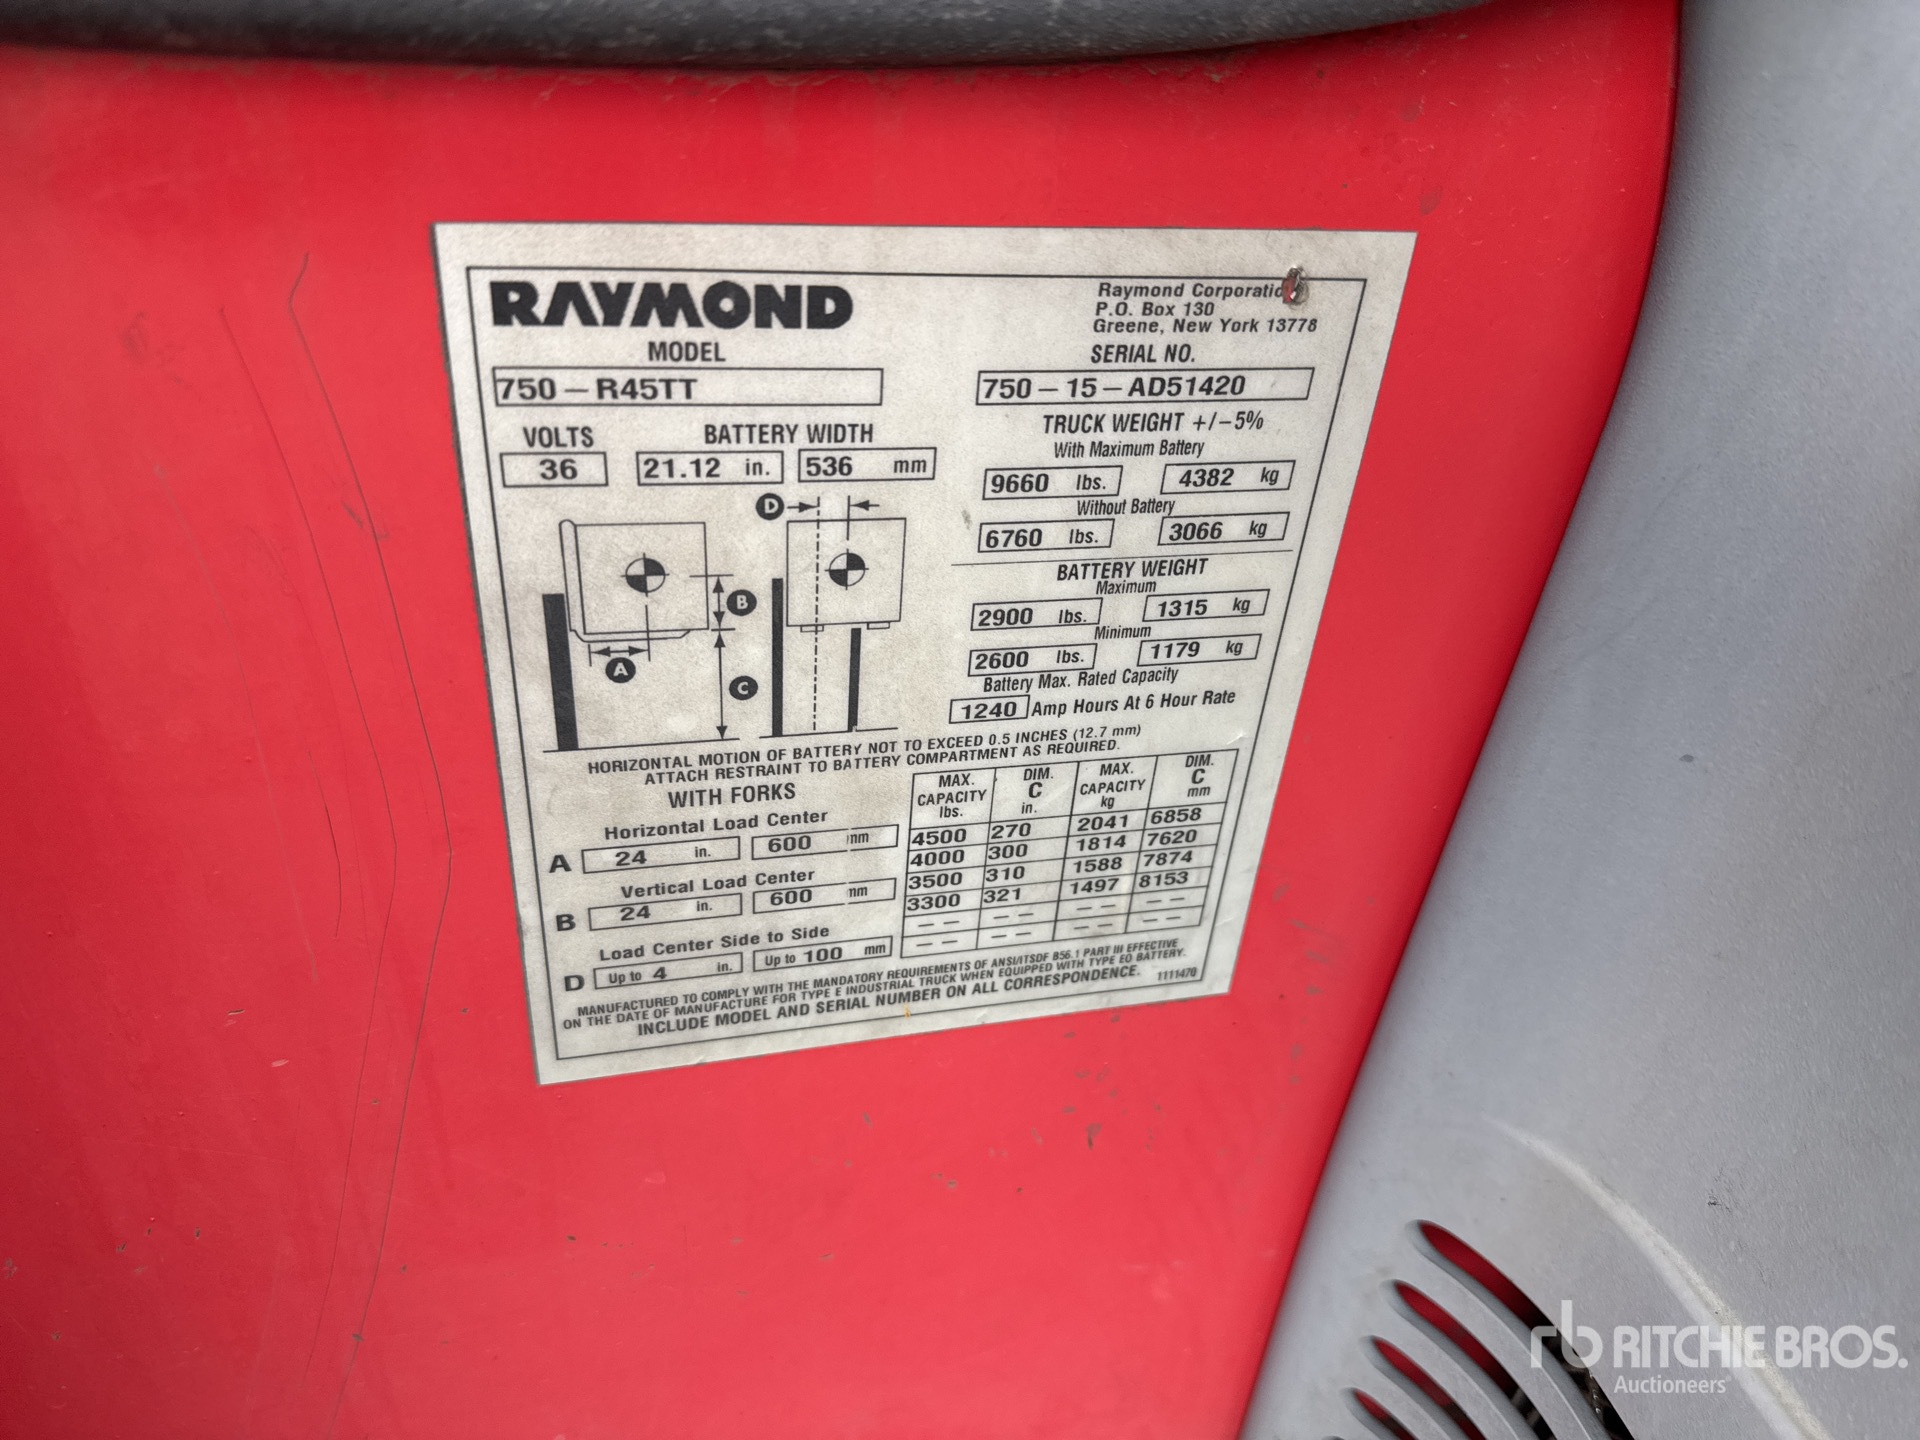 RAYMOND
Raymond Corporatio
P.O. Box 130
Greene, New York 13778
MODEL
750-R45TT
SERIAL NO.
750-15-AD51420
VOLTS
36
BATTERY WIDTH
21.12 in. 536 mm
TRUCK WEIGHT +/-5%
With Maximum Battery
9660 lbs. 4382 kg
Without Battery
6760 lbs. 3066 kg
BATTERY WEIGHT
Maximum
2900 lbs. 1315 kg
Minimum
2600 lbs. 1179 kg
Battery Max. Rated Capacity
1240 Amp Hours At 6 Hour Rate
D
B
A
C
HORIZONTAL MOTION OF BATTERY NOT TO EXCEED 0.5 INCHES (12.7 mm)
ATTACH RESTRAINT TO BATTERY COMPARTMENT AS REQUIRED.
WITH FORKS
Horizontal Load Center
A 24 in. 600 mm
Vertical Load Center
B 24 in. 600 mm
Load Center Side to Side
D Up to 4 in. Up to 100 mm
MAX. CAPACITY lbs. DIM. C in. MAX. CAPACITY kg DIM. C mm
4500 270 2041 6858
4000 300 1814 7620
3500 310 1588 7874
3300 321 1497 8153
-- -- -- --
-- -- -- --
MANUFACTURED TO COMPLY WITH THE MANDATORY REQUIREMENTS OF ANSI/ITSDF B56.1 PART III EFFECTIVE
ON THE DATE OF MANUFACTURE FOR TYPE E INDUSTRIAL TRUCK WHEN EQUIPPED WITH TYPE EO BATTERY.
INCLUDE MODEL AND SERIAL NUMBER ON ALL CORRESPONDENCE. 1111470
rb RITCHIE BROS.
Auctioneers